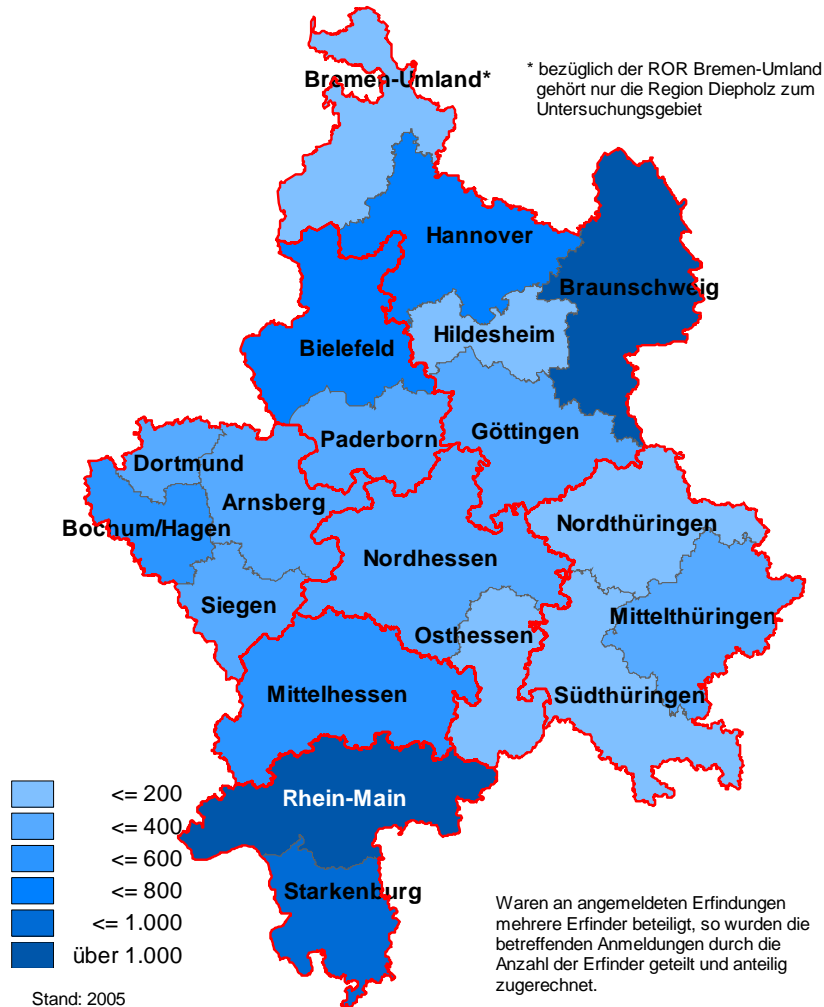 Bremen-Umland*
* bezüglich der ROR Bremen-Umland
gehört nur die Region Diepholz zum
Untersuchungsgebiet
Hannover
Braunschweig
Hildesheim
Bielefeld
Paderborn
Göttingen
Dortmund
Arnsberg
Bochum/Hagen
Nordthüringen
Nordhessen
Siegen
Mittelthüringen
Osthessen
Mittelhessen
Südthüringen
Rhein-Main
Starkenburg
<= 200
<= 400
<= 600
<= 800
<= 1.000
über 1.000
Waren an angemeldeten Erfindungen
mehrere Erfinder beteiligt, so wurden die
betreffenden Anmeldungen durch die
Anzahl der Erfinder geteilt und anteilig
zugerechnet.
Stand: 2005